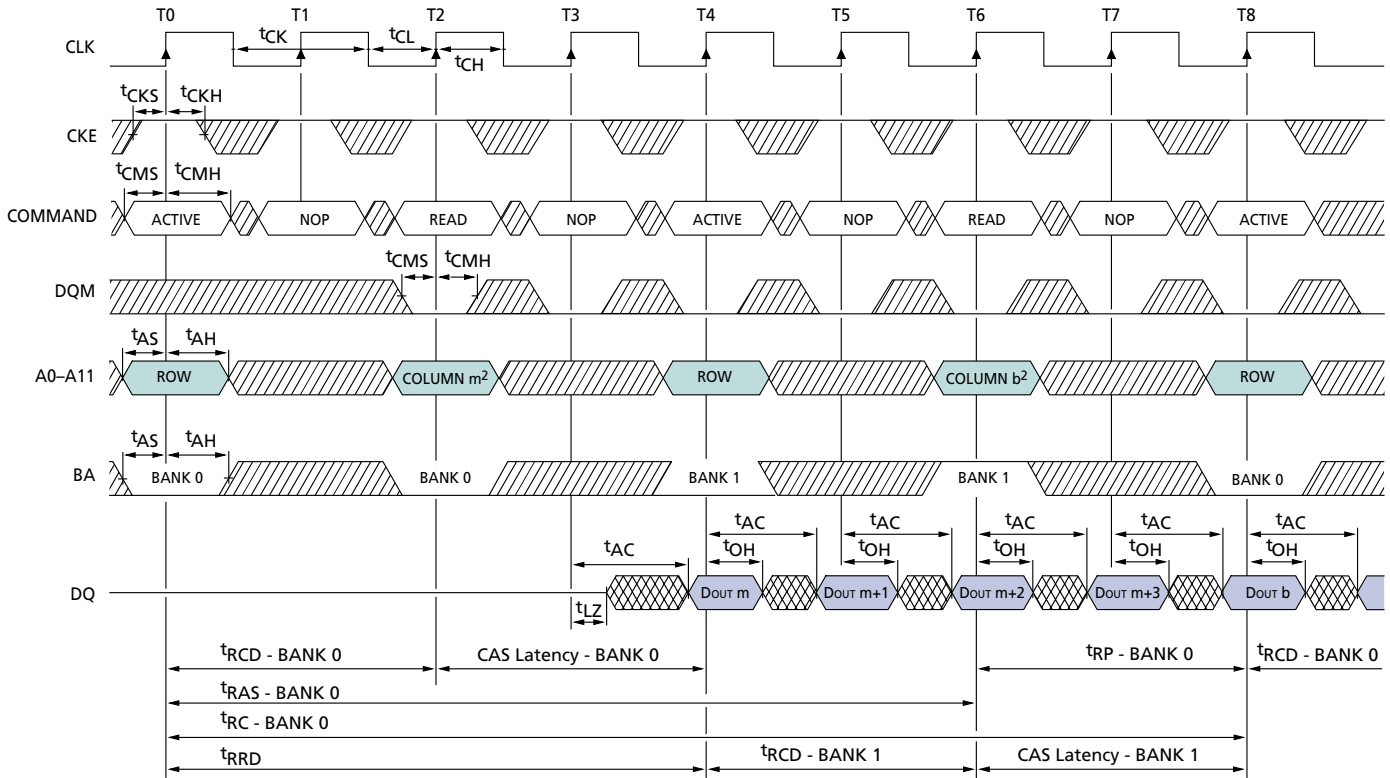 T0 T1 T2 T3 T4 T5 T6 T7 T8
CLK tCK tCL tCH
tCKS tCKH
CKE
tCMS tCMH
COMMAND ACTIVE NOP READ NOP ACTIVE NOP READ NOP ACTIVE
tCMS tCMH
DQM
tAS tAH
A0–A11 ROW COLUMN m2 ROW COLUMN b2 ROW
tAS tAH
BA BANK 0 BANK 0 BANK 1 BANK 1 BANK 0
tAC tAC tAC tAC tAC tAC
tOH tOH tOH tOH tOH
DQ DOUT m DOUT m+1 DOUT m+2 DOUT m+3 DOUT b
tLZ
tRCD - BANK 0 CAS Latency - BANK 0 tRP - BANK 0 tRCD - BANK 0
tRAS - BANK 0
tRC - BANK 0
tRRD tRCD - BANK 1 CAS Latency - BANK 1